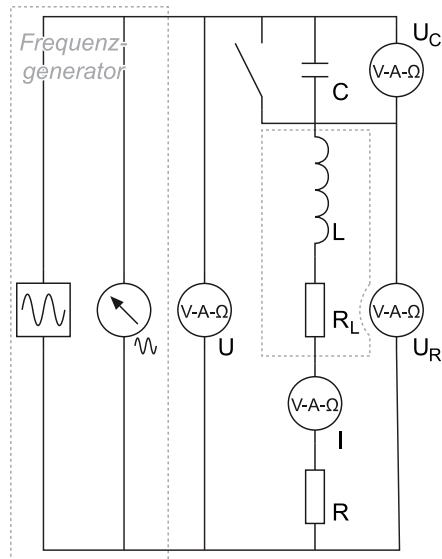 Frequenz-
generator
U_C
V-A-Ω
C
L
V-A-Ω
U
R_L
V-A-Ω
U_R
V-A-Ω
I
R